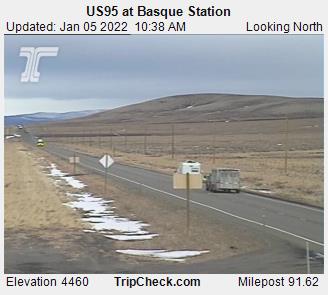 US95 at Basque Station
Updated: Jan 05 2022 10:38 AM Looking North
Elevation 4460 TripCheck.com Milepost 91.62